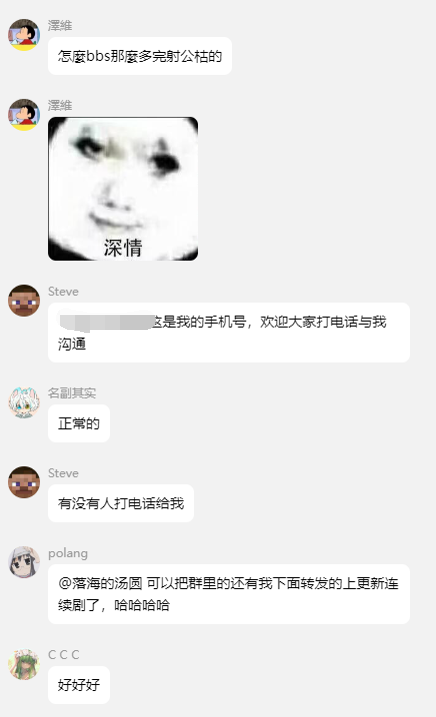 澤維
怎麼bbs那麼多完射公枯的
澤維
深情
Steve
这是我的手机号，欢迎大家打电话与我
沟通
名副其实
正常的
Steve
有没有人打电话给我
polang
@落海的汤圆 可以把群里的还有我下面转发的上更新连
续剧了，哈哈哈哈
C C C
好好好